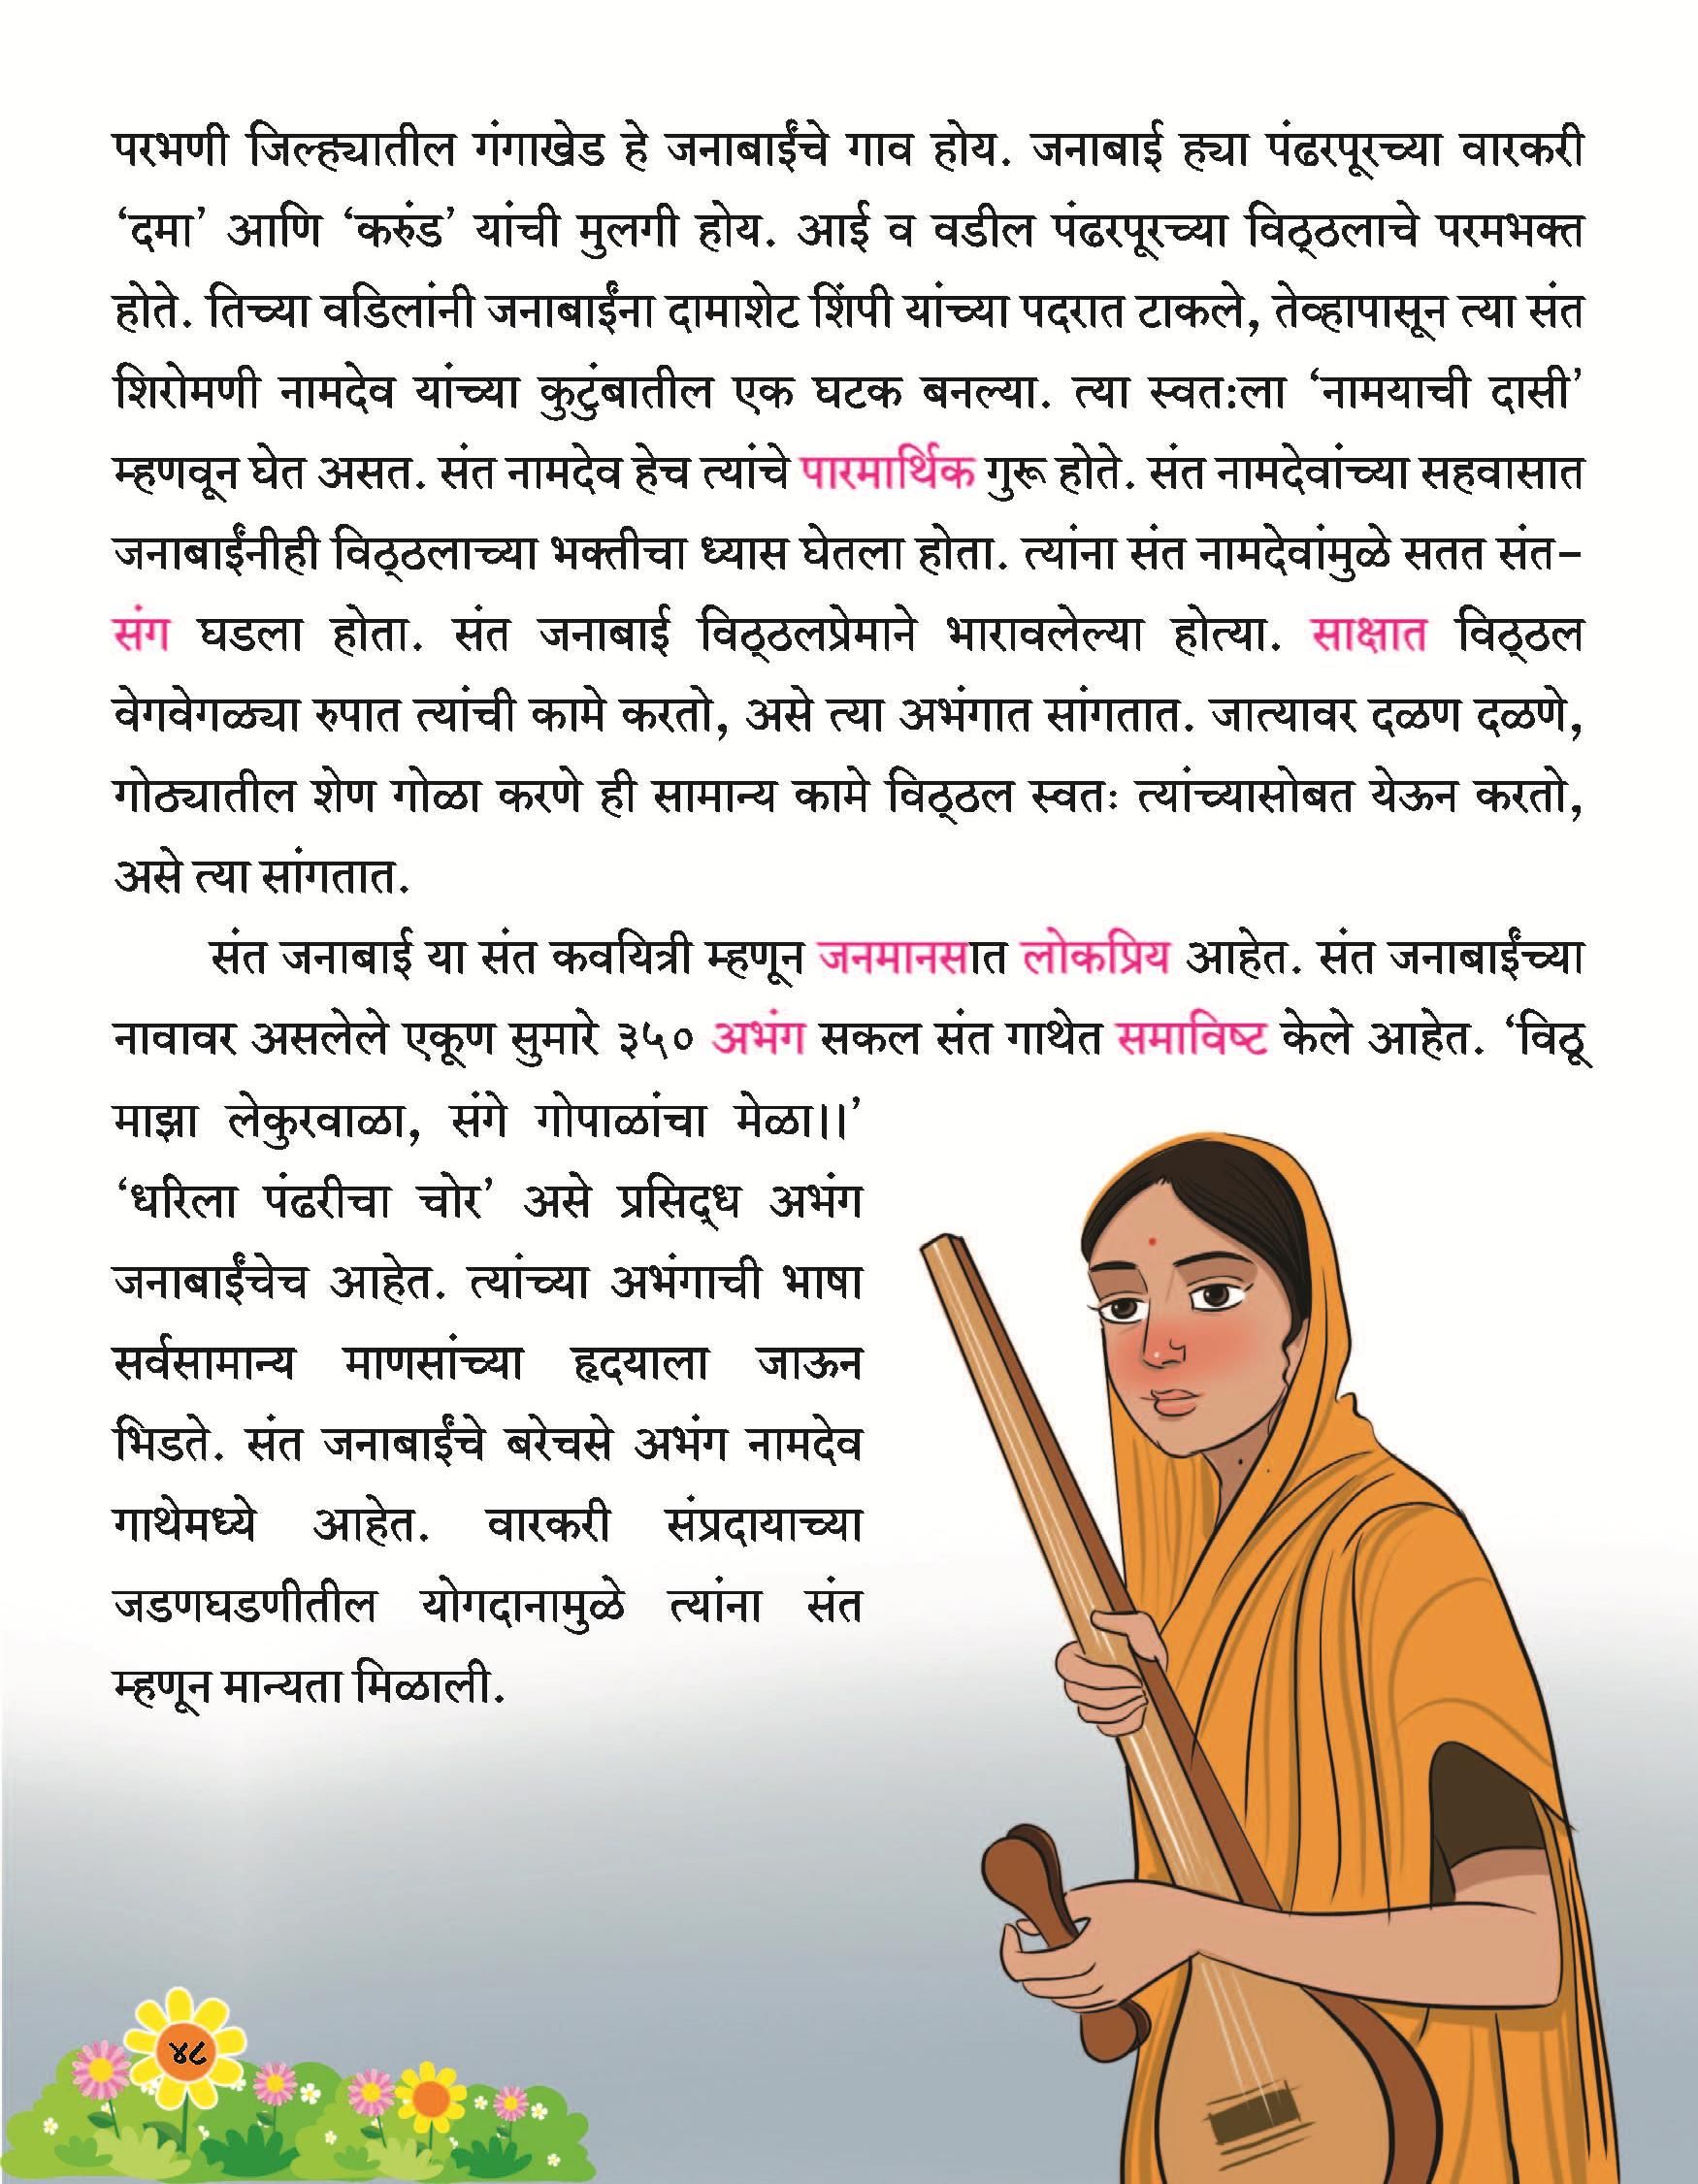 परभणी जिल्ह्यातील गंगाखेड हे जनाबाईंचे गाव होय. जनाबाई ह्या पंढरपूरच्या वारकरी
‘दमा’ आणि ‘करुंड’ यांची मुलगी होय. आई व वडील पंढरपूरच्या विठ्ठलाचे परमभक्त
होते. तिच्या वडिलांनी जनाबाईंना दामाशेट शिंपी यांच्या पदरात टाकले, तेव्हापासून त्या संत
शिरोमणी नामदेव यांच्या कुटुंबातील एक घटक बनल्या. त्या स्वत:ला ‘नामयाची दासी’
म्हणवून घेत असत. संत नामदेव हेच त्यांचे पारमार्थिक गुरू होते. संत नामदेवांच्या सहवासात
जनाबाईंनीही विठ्ठलाच्या भक्तीचा ध्यास घेतला होता. त्यांना संत नामदेवांमुळे सतत संत-
संग घडला होता. संत जनाबाई विठ्ठलप्रेमाने भारावलेल्या होत्या. साक्षात विठ्ठल
वेगवेगळ्या रुपात त्यांची कामे करतो, असे त्या अभंगात सांगतात. जात्यावर दळण दळणे,
गोठ्यातील शेण गोळा करणे ही सामान्य कामे विठ्ठल स्वतः त्यांच्यासोबत येऊन करतो,
असे त्या सांगतात.
संत जनाबाई या संत कवयित्री म्हणून जनमानसात लोकप्रिय आहेत. संत जनाबाईंच्या
नावावर असलेले एकूण सुमारे ३५० अभंग सकल संत गाथेत समाविष्ट केले आहेत. ‘विठू
माझा लेकुरवाळा, संगे गोपाळांचा मेळा।।’
‘धरिला पंढरीचा चोर’ असे प्रसिद्ध अभंग
जनाबाईंचेच आहेत. त्यांच्या अभंगाची भाषा
सर्वसामान्य माणसांच्या हृदयाला जाऊन
भिडते. संत जनाबाईंचे बरेचसे अभंग नामदेव
गाथेमध्ये आहेत. वारकरी संप्रदायाच्या
जडणघडणीतील योगदानामुळे त्यांना संत
म्हणून मान्यता मिळाली.
४८